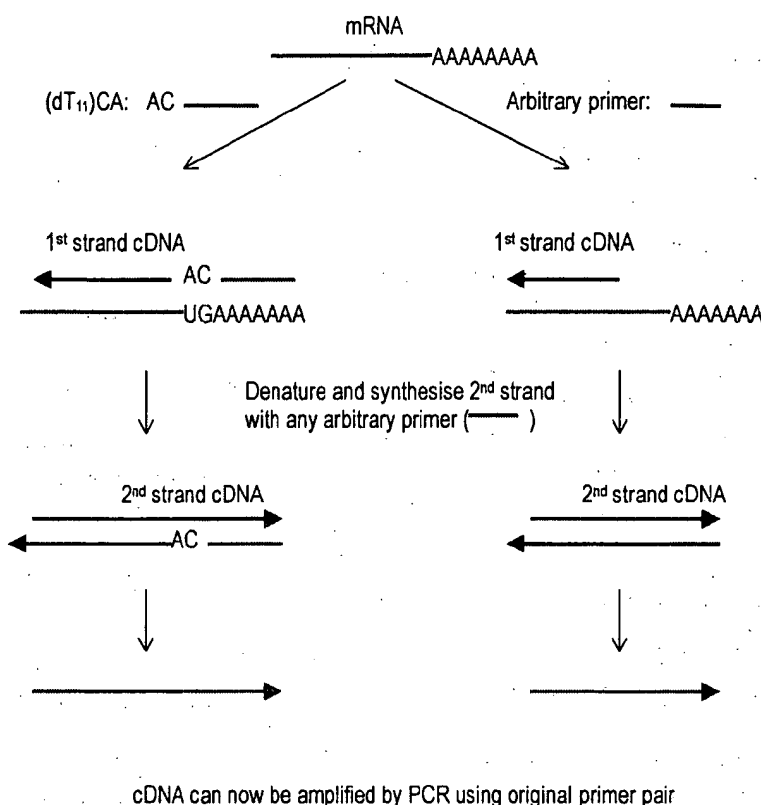 mRNA
AAAAAAAA
(dT₁₁)CA: AC
Arbitrary primer:
1st strand cDNA
AC
UGAAAAAAA
1st strand cDNA
AAAAAAA
Denature and synthesise 2nd strand
with any arbitrary primer ( )
2nd strand cDNA
AC
2nd strand cDNA
cDNA can now be amplified by PCR using original primer pair